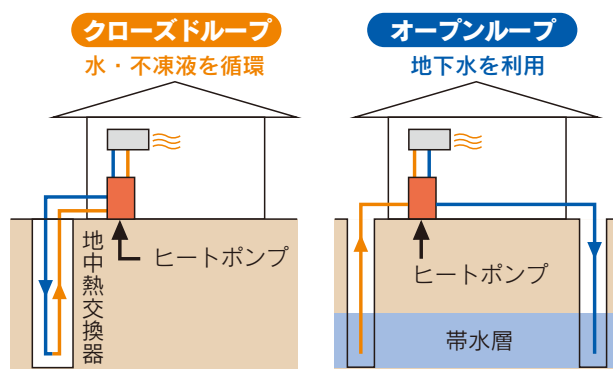 クローズドループ
水・不凍液を循環
地中熱交換器
ヒートポンプ
オープンループ
地下水を利用
ヒートポンプ
帯水層